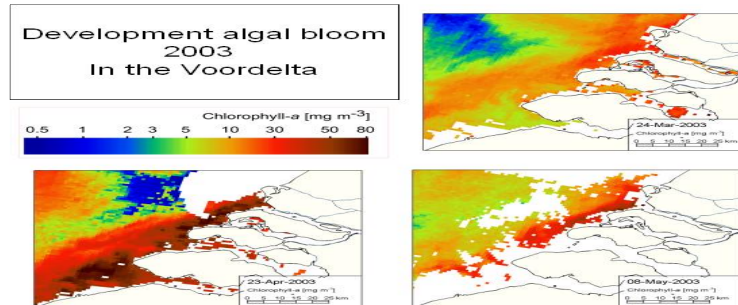 Development algal bloom
2003
In the Voordelta
Chlorophyll-a [mg m-3]
0.5 1 2 3 5 10 30 50 80
24-Mar-2003
Chlorophyll-a [mg m-3]
0 5 10 15 20 25 km
23-Apr-2003
Chlorophyll-a [mg m-3]
0 5 10 15 20 25 km
08-May-2003
Chlorophyll-a [mg m-3]
0 5 10 15 20 25 km